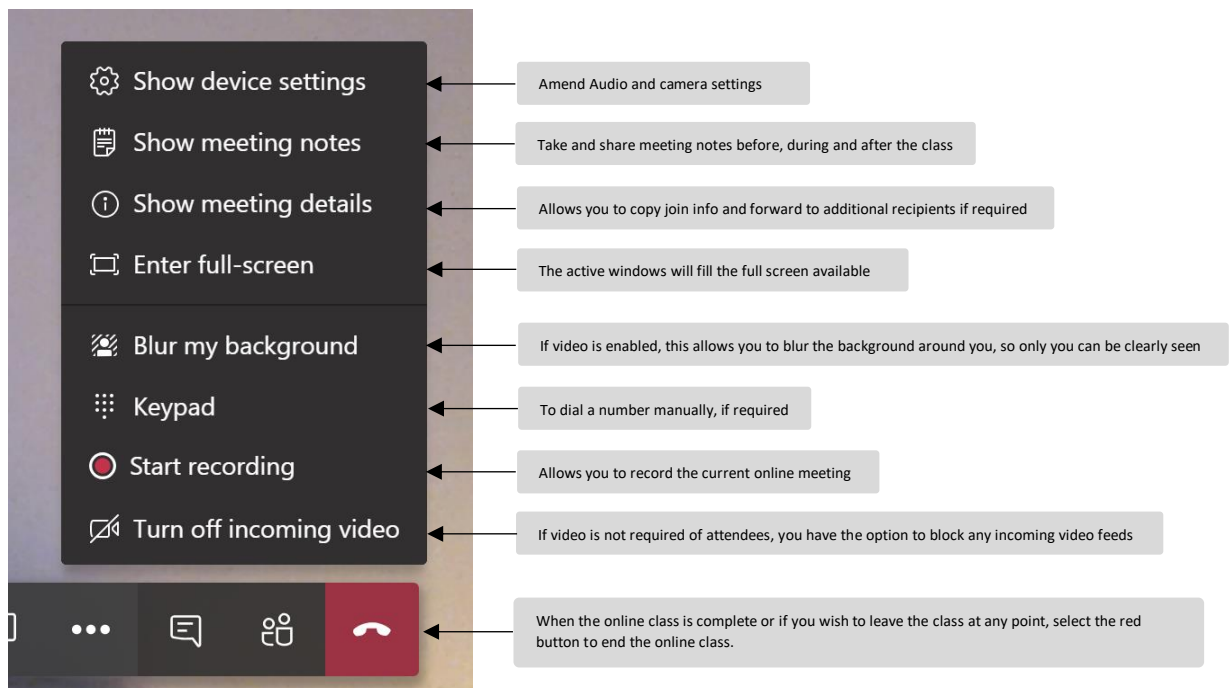 Show device settings
Amend Audio and camera settings
Show meeting notes
Take and share meeting notes before, during and after the class
Show meeting details
Allows you to copy join info and forward to additional recipients if required
Enter full-screen
The active windows will fill the full screen available
Blur my background
If video is enabled, this allows you to blur the background around you, so only you can be clearly seen
Keypad
To dial a number manually, if required
Start recording
Allows you to record the current online meeting
Turn off incoming video
If video is not required of attendees, you have the option to block any incoming video feeds
When the online class is complete or if you wish to leave the class at any point, select the red
button to end the online class.